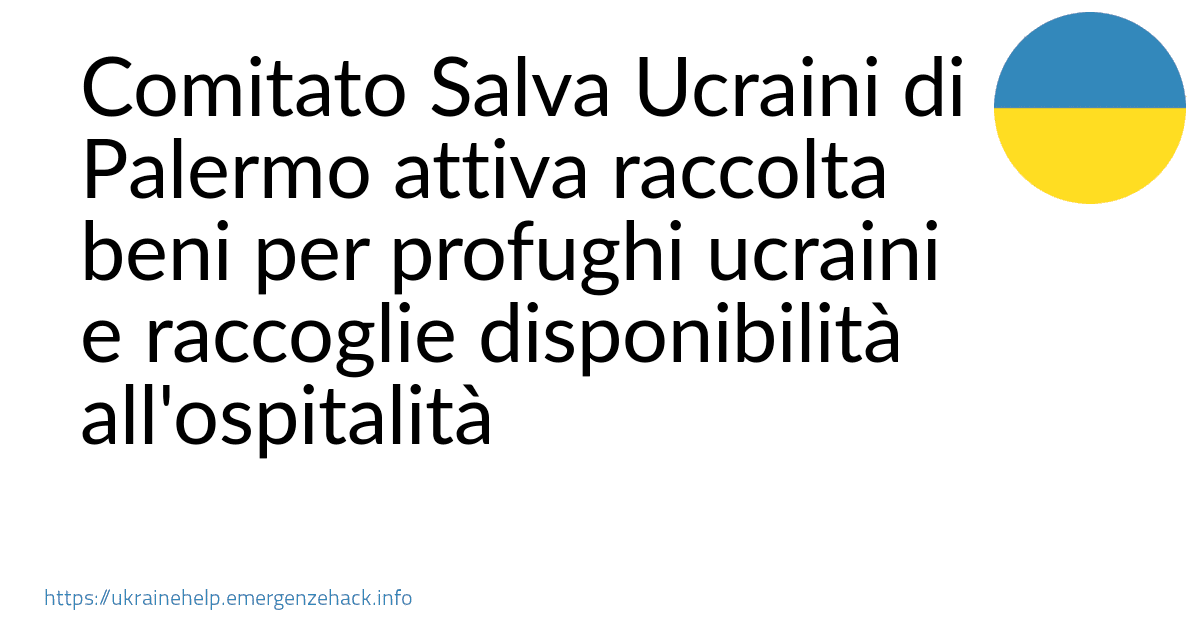 Comitato Salva Ucraini di
Palermo attiva raccolta
beni per profughi ucraini
e raccoglie disponibilità
all'ospitalità
https://ukrainehelp.emergenzehack.info